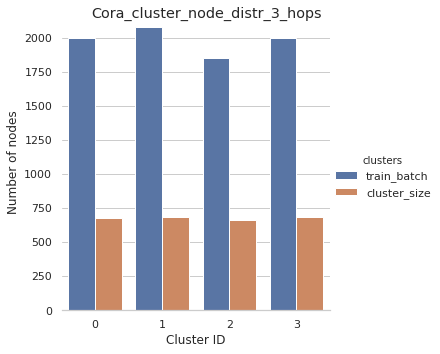 Cora_cluster_node_distr_3_hops
2000
1750
1500
1250
1000
750
500
250
0
Number of nodes
0 1 2 3
Cluster ID
clusters
train_batch
cluster_size